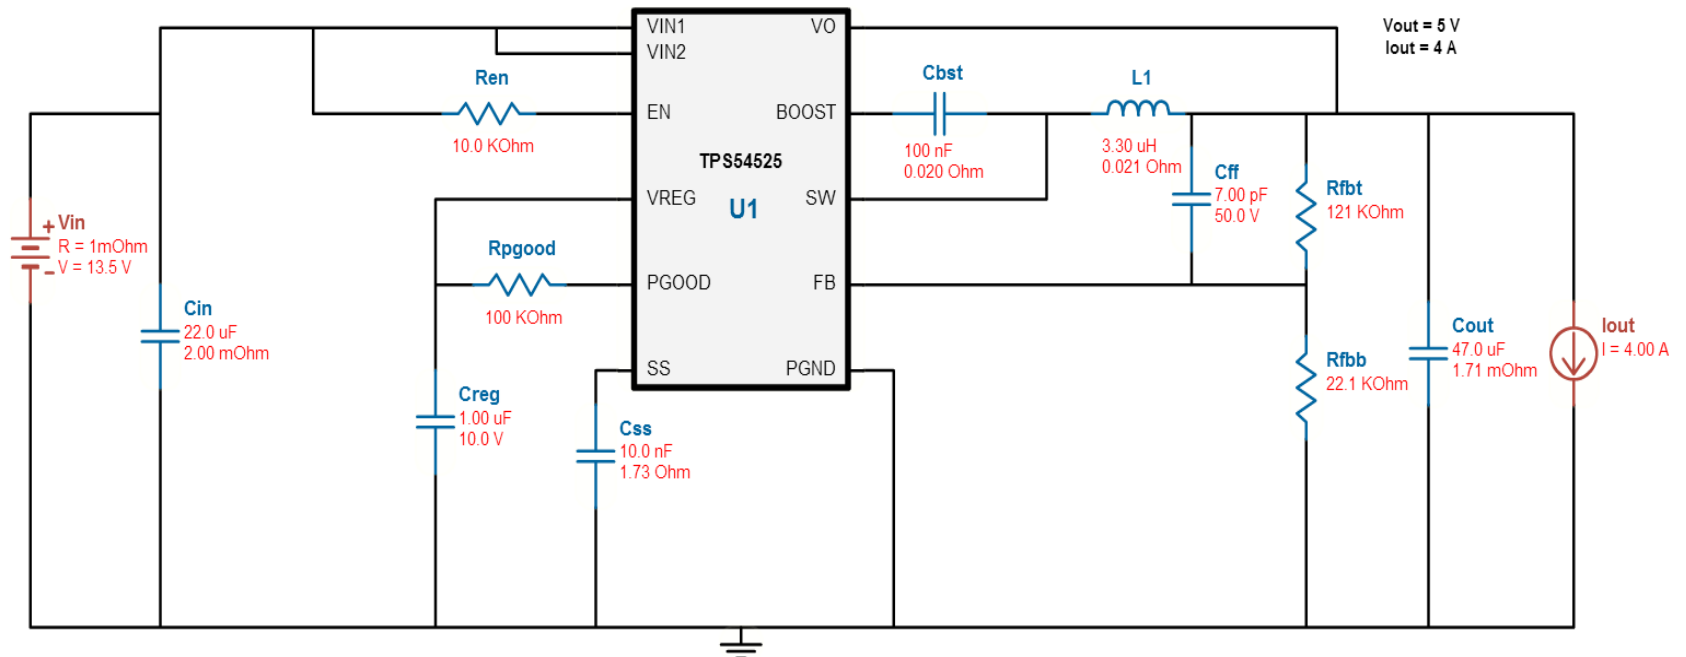 VIN1
VO
Vout = 5 V
Iout = 4 A
VIN2
Ren
10.0 KOhm
EN
BOOST
Cbst
100 nF
0.020 Ohm
L1
3.30 uH
0.021 Ohm
TPS54525
U1
VREG
SW
Cff
7.00 pF
50.0 V
Rfbt
121 KOhm
+
Vin
R = 1mOhm
V = 13.5 V
-
Rpgood
100 KOhm
PGOOD
FB
Cin
22.0 uF
2.00 mOhm
Cout
47.0 uF
1.71 mOhm
Iout
I = 4.00 A
SS
PGND
Rfbb
22.1 KOhm
Creg
1.00 uF
10.0 V
Css
10.0 nF
1.73 Ohm